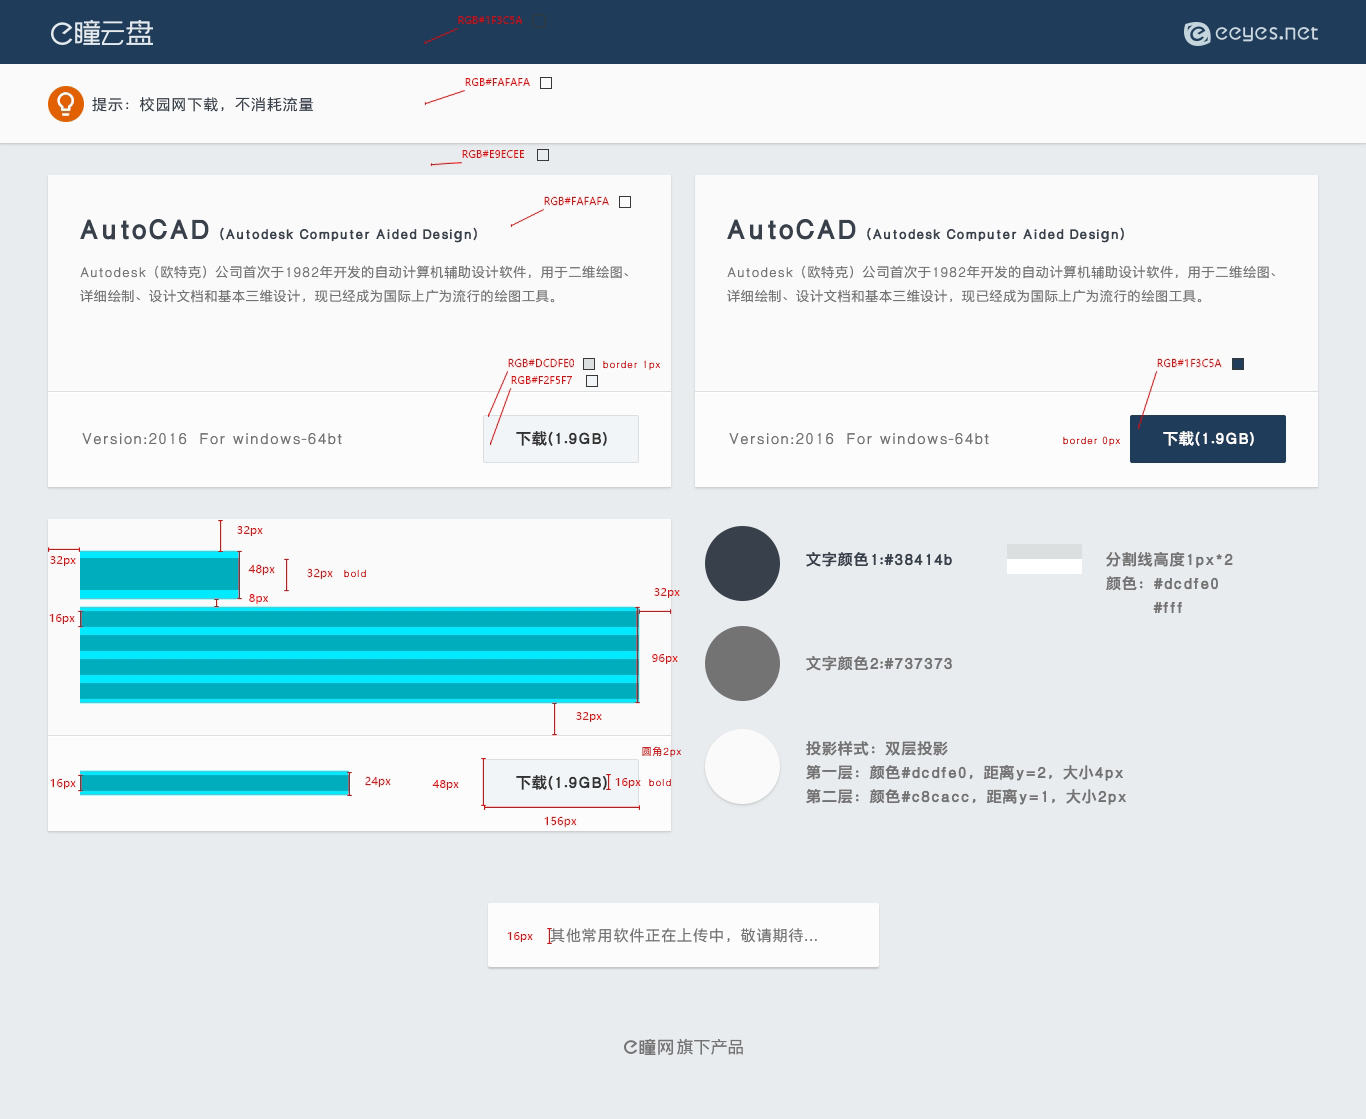 e瞳云盘
RGB#1F3C5A
eeyes.net
提示：校园网下载，不消耗流量
RGB#FAFAFA
RGB#E9ECEE
RGB#FAFAFA
AutoCAD (Autodesk Computer Aided Design)
Autodesk（欧特克）公司首次于1982年开发的自动计算机辅助设计软件，用于二维绘图、
详细绘制、设计文档和基本三维设计，现已经成为国际上广为流行的绘图工具。
RGB#DCDFE0 border 1px
RGB#F2F5F7
Version:2016 For windows-64bt
下载(1.9GB)
AutoCAD (Autodesk Computer Aided Design)
Autodesk（欧特克）公司首次于1982年开发的自动计算机辅助设计软件，用于二维绘图、
详细绘制、设计文档和基本三维设计，现已经成为国际上广为流行的绘图工具。
RGB#1F3C5A
Version:2016 For windows-64bt
border 0px
下载(1.9GB)
32px
32px
48px
32px bold
8px
32px
16px
96px
32px
圆角2px
16px
24px
48px
下载(1.9GB)
16px bold
156px
文字颜色1:#38414b
分割线高度1px*2
颜色：#dcdfe0
#fff
文字颜色2:#737373
投影样式：双层投影
第一层：颜色#dcdfe0，距离y=2，大小4px
第二层：颜色#c8cacc，距离y=1，大小2px
16px
其他常用软件正在上传中，敬请期待...
e瞳网旗下产品